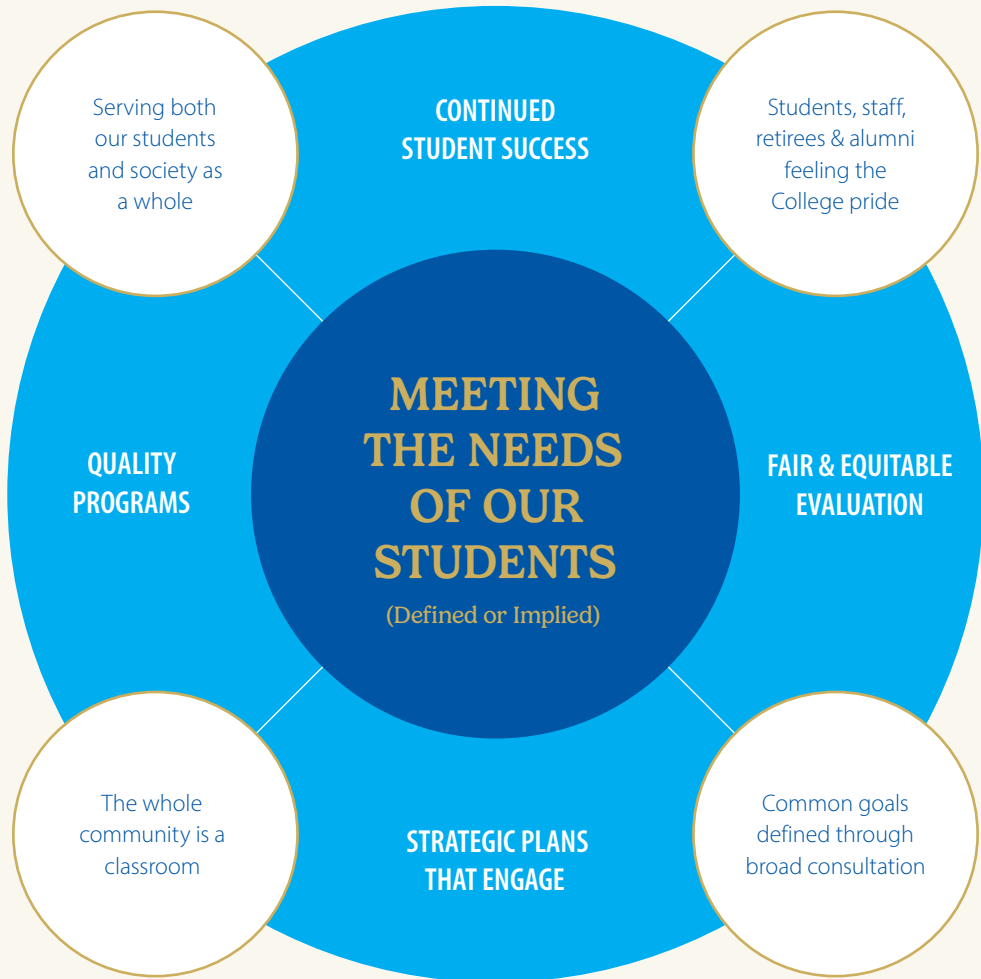 Serving both
our students
and society as
a whole
CONTINUED
STUDENT SUCCESS
Students, staff,
retirees & alumni
feeling the
College pride
QUALITY
PROGRAMS
MEETING
THE NEEDS
OF OUR
STUDENTS
(Defined or Implied)
FAIR & EQUITABLE
EVALUATION
The whole
community is a
classroom
STRATEGIC PLANS
THAT ENGAGE
Common goals
defined through
broad consultation